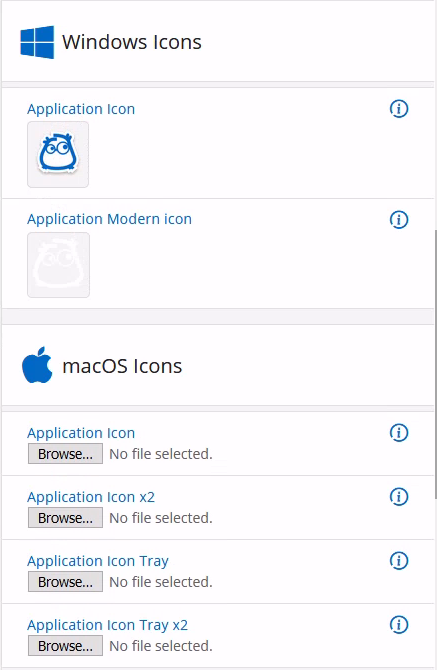 Windows Icons
Application Icon
Application Modern icon
macOS Icons
Application Icon
Browse... No file selected.
Application Icon x2
Browse... No file selected.
Application Icon Tray
Browse... No file selected.
Application Icon Tray x2
Browse... No file selected.